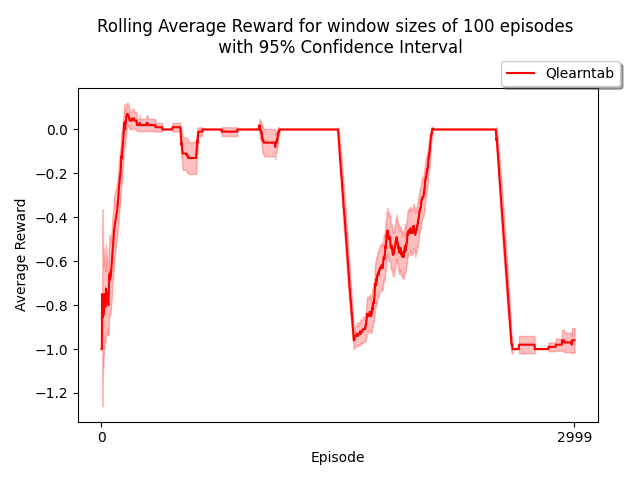 Rolling Average Reward for window sizes of 100 episodes
with 95% Confidence Interval
Qlearntab
0.0
−0.2
−0.4
−0.6
−0.8
−1.0
−1.2
Average Reward
0
2999
Episode